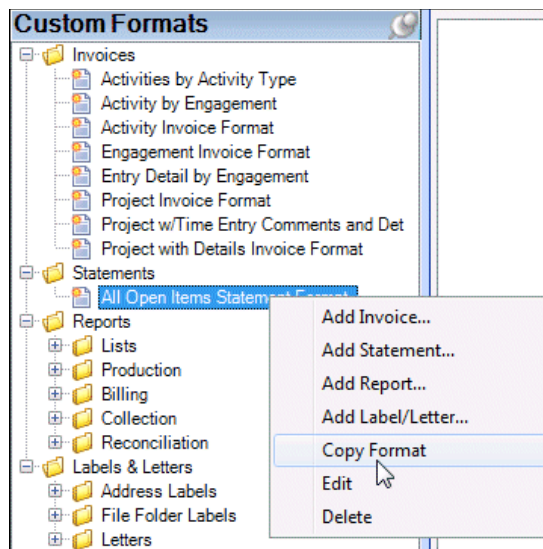 Custom Formats
Invoices
Activities by Activity Type
Activity by Engagement
Activity Invoice Format
Engagement Invoice Format
Entry Detail by Engagement
Project Invoice Format
Project w/Time Entry Comments and Det
Project with Details Invoice Format
Statements
All Open Items Statement Format
Reports
Lists
Production
Billing
Collection
Reconciliation
Labels & Letters
Address Labels
File Folder Labels
Letters
Add Invoice...
Add Statement...
Add Report...
Add Label/Letter...
Copy Format
Edit
Delete